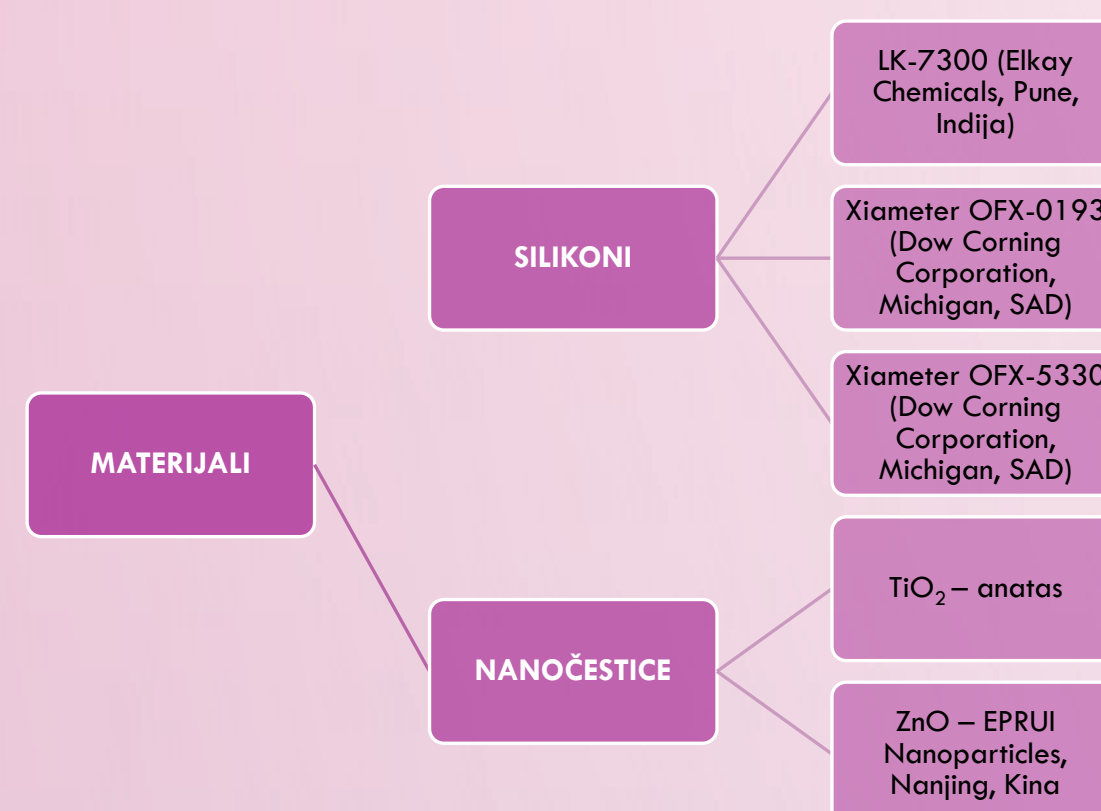 MATERIJALI
SILIKONI
LK-7300 (Elkay
Chemicals, Pune,
Indija)
Xiameter OFX-0193
(Dow Corning
Corporation,
Michigan, SAD)
Xiameter OFX-5330
(Dow Corning
Corporation,
Michigan, SAD)
NANOČESTICE
TiO₂ – anatas
ZnO – EPRUI
Nanoparticles,
Nanjing, Kina